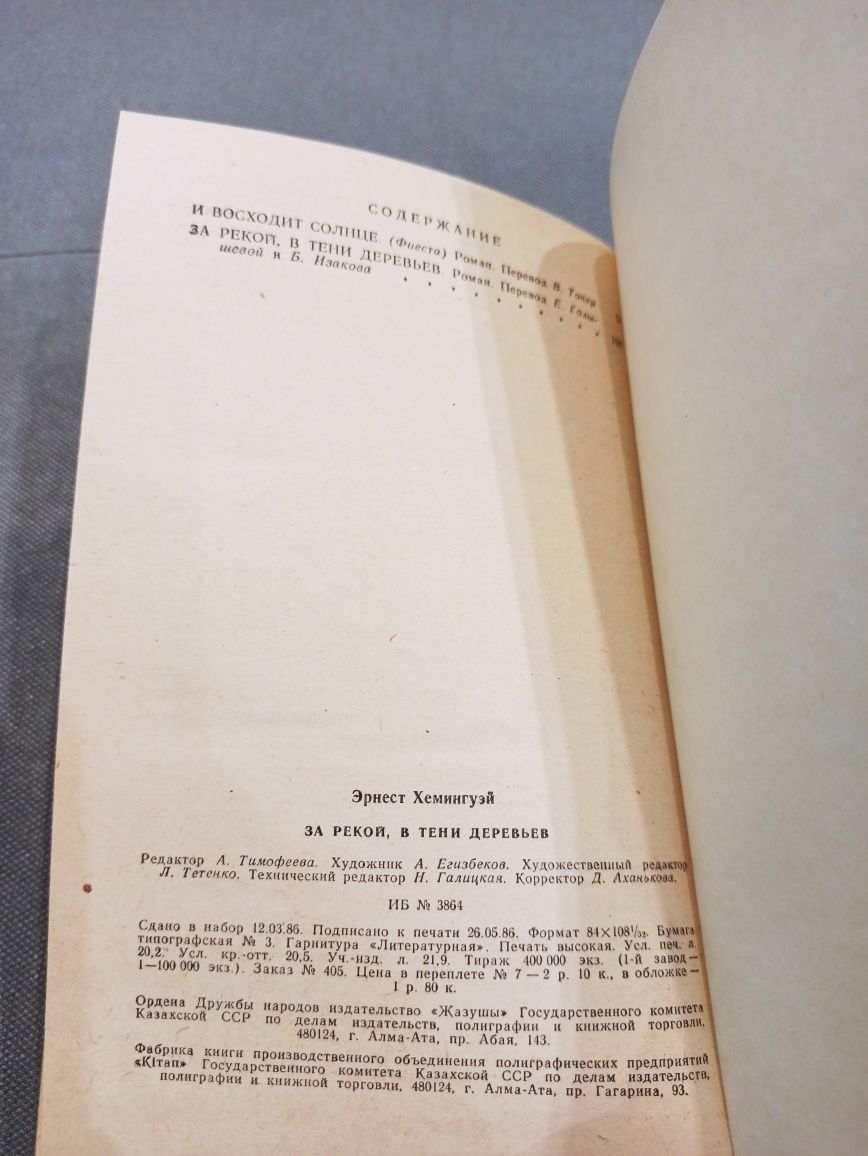 СОДЕРЖАНИЕ
И ВОСХОДИТ СОЛНЦЕ. (Фиеста) Роман. Перевод В. Топер
ЗА РЕКОЙ, В ТЕНИ ДЕРЕВЬЕВ. Роман. Перевод Е. Голы-
шевой и Б. Изакова . . . . . . . . . .
Эрнест Хемингуэй
ЗА РЕКОЙ, В ТЕНИ ДЕРЕВЬЕВ
Редактор А. Тимофеева. Художник А. Егизбеков. Художественный редактор
Л. Тетенко. Технический редактор Н. Галицкая. Корректор Д. Аханькова.
ИБ № 3864
Сдано в набор 12.03.86. Подписано к печати 26.05.86. Формат 84×108¹/₃₂. Бумага
типографская № 3. Гарнитура «Литературная». Печать высокая. Усл. печ. л.
20,2. Усл. кр.-отт. 20,5. Уч.-изд. л. 21,9. Тираж 400 000 экз. (1-й завод —
1—100 000 экз.). Заказ № 405. Цена в переплете № 7 — 2 р. 10 к., в обложке —
1 р. 80 к.
Ордена Дружбы народов издательство «Жазушы» Государственного комитета
Казахской ССР по делам издательств, полиграфии и книжной торговли,
480124, г. Алма-Ата, пр. Абая, 143.
Фабрика книги производственного объединения полиграфических предприятий
«Кітап» Государственного комитета Казахской ССР по делам издательств,
полиграфии и книжной торговли, 480124, г. Алма-Ата, пр. Гагарина, 93.